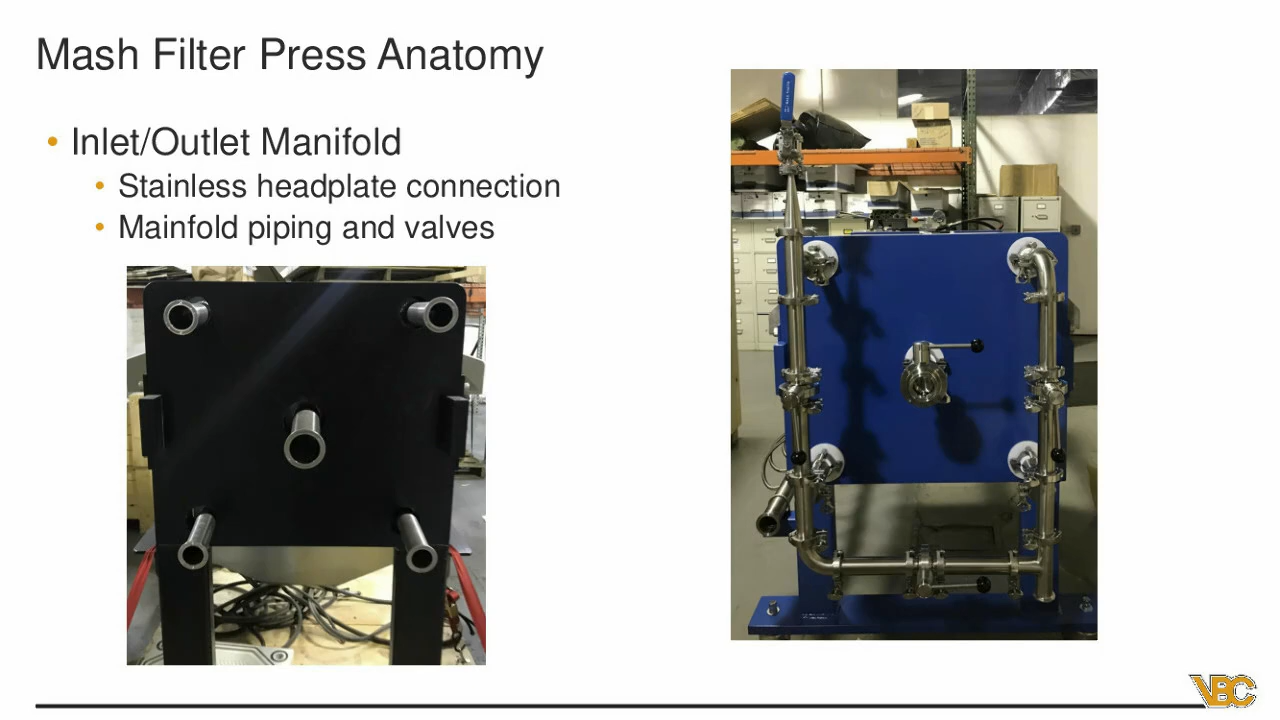 Mash Filter Press Anatomy
• Inlet/Outlet Manifold
• Stainless headplate connection
• Mainfold piping and valves
VBC